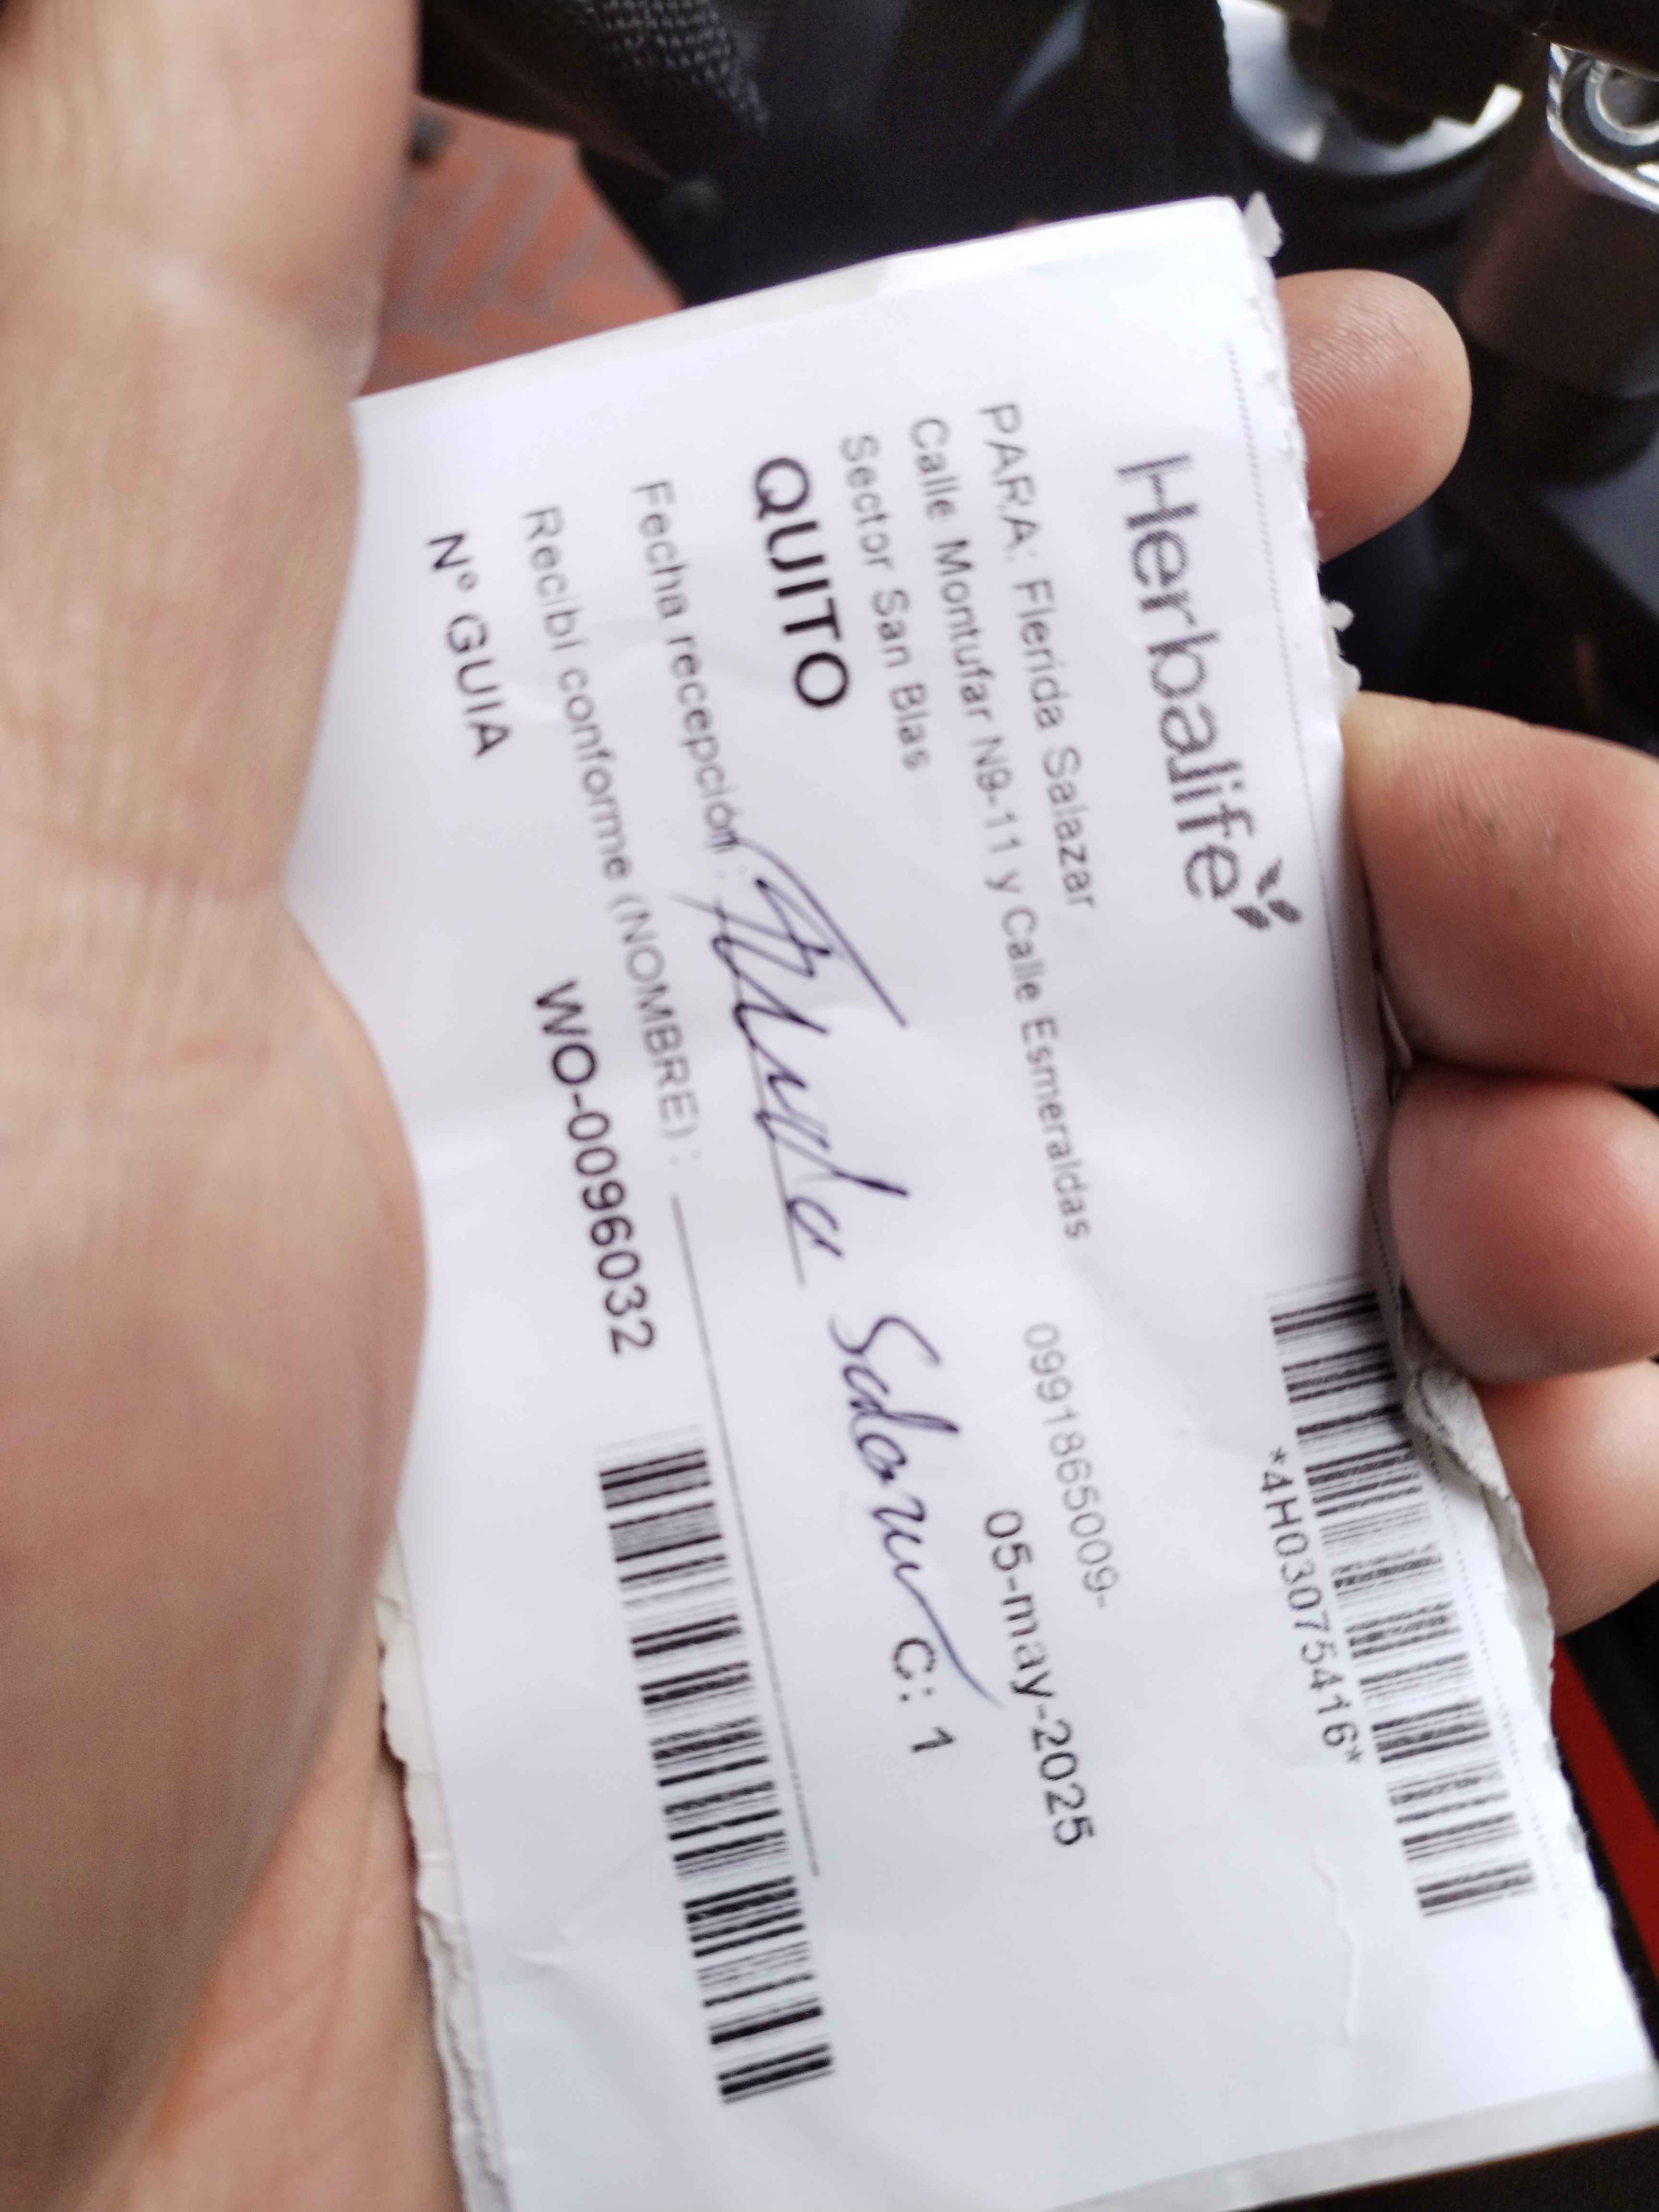 Herbalife
*4H03075416*
PARA: Flerida Salazar
Calle Montufar N9-11 y Calle Esmeraldas 0991865009-
Sector San Blas 05-may-2025
QUITO C: 1
Fecha recepción :
Recibí conforme (NOMBRE) :
Nº GUIA WO-0096032